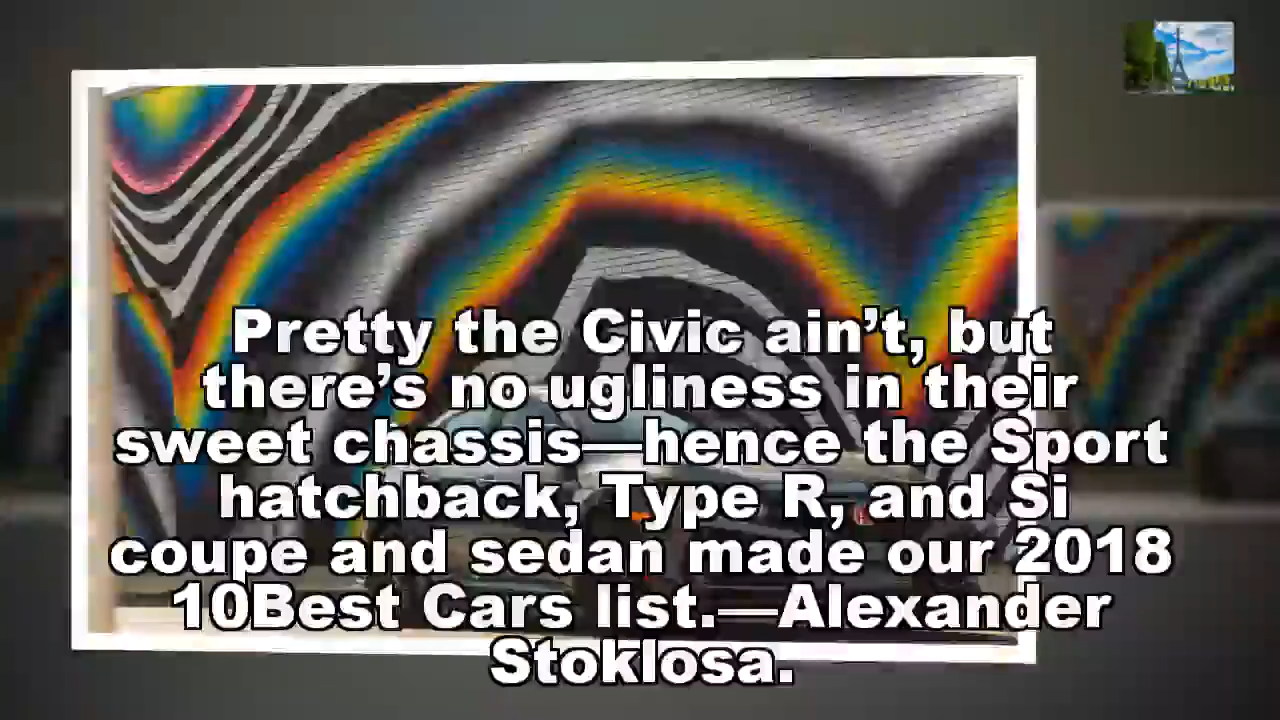 Pretty the Civic ain’t, but
there’s no ugliness in their
sweet chassis—hence the Sport
hatchback, Type R, and Si
coupe and sedan made our 2018
10Best Cars list.—Alexander
Stoklosa.